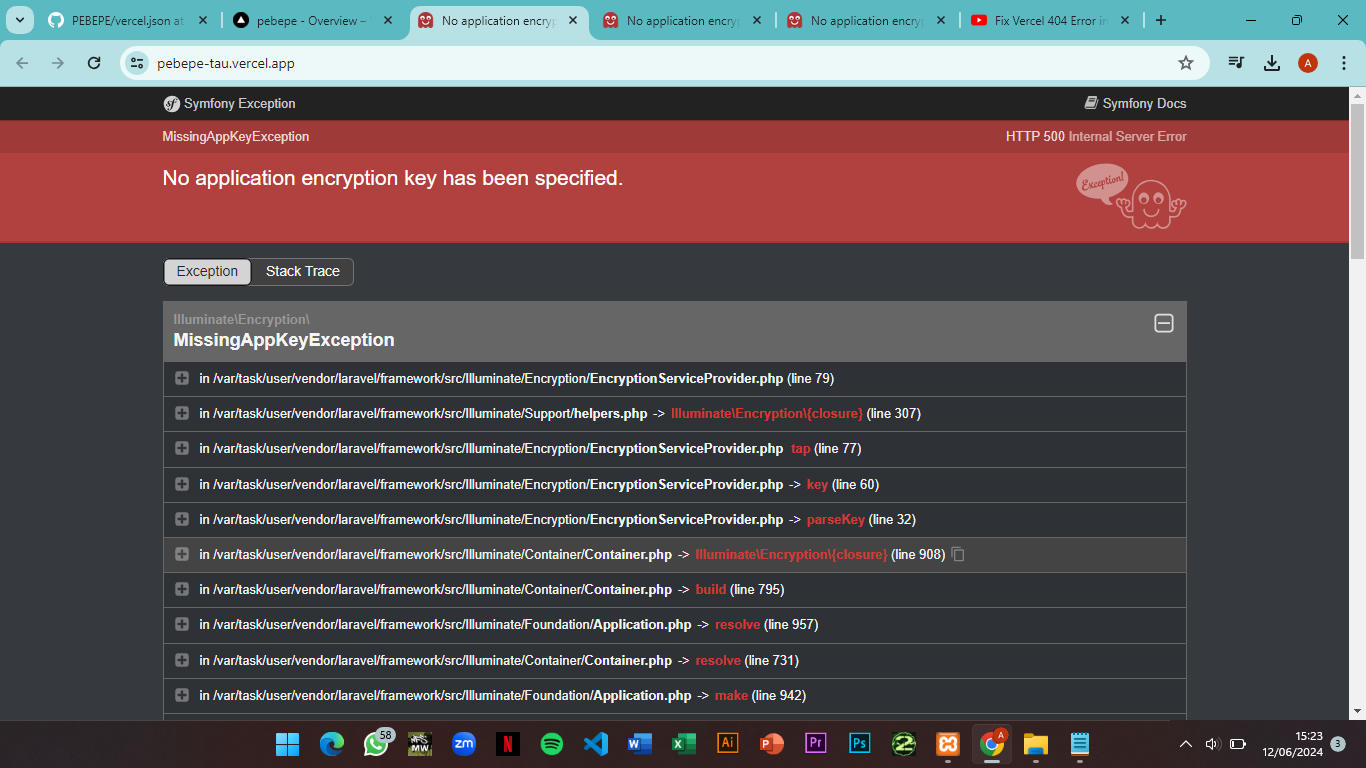 PEBEPE/vercel.json at
pebepe - Overview –
No application encryp
No application encryp
No application encryp
Fix Vercel 404 Error in
pebepe-tau.vercel.app
A
sf Symfony Exception
Symfony Docs
MissingAppKeyException
HTTP 500 Internal Server Error
No application encryption key has been specified.
Exception!
Exception
Stack Trace
Illuminate\Encryption\
MissingAppKeyException
in /var/task/user/vendor/laravel/framework/src/Illuminate/Encryption/EncryptionServiceProvider.php (line 79)
in /var/task/user/vendor/laravel/framework/src/Illuminate/Support/helpers.php -> Illuminate\Encryption\{closure} (line 307)
in /var/task/user/vendor/laravel/framework/src/Illuminate/Encryption/EncryptionServiceProvider.php tap (line 77)
in /var/task/user/vendor/laravel/framework/src/Illuminate/Encryption/EncryptionServiceProvider.php -> key (line 60)
in /var/task/user/vendor/laravel/framework/src/Illuminate/Encryption/EncryptionServiceProvider.php -> parseKey (line 32)
in /var/task/user/vendor/laravel/framework/src/Illuminate/Container/Container.php -> Illuminate\Encryption\{closure} (line 908)
in /var/task/user/vendor/laravel/framework/src/Illuminate/Container/Container.php -> build (line 795)
in /var/task/user/vendor/laravel/framework/src/Illuminate/Foundation/Application.php -> resolve (line 957)
in /var/task/user/vendor/laravel/framework/src/Illuminate/Container/Container.php -> resolve (line 731)
in /var/task/user/vendor/laravel/framework/src/Illuminate/Foundation/Application.php -> make (line 942)
58
MW
zm
N
W
X
Ai
P
Pr
Ps
2
A
15:23
12/06/2024
3